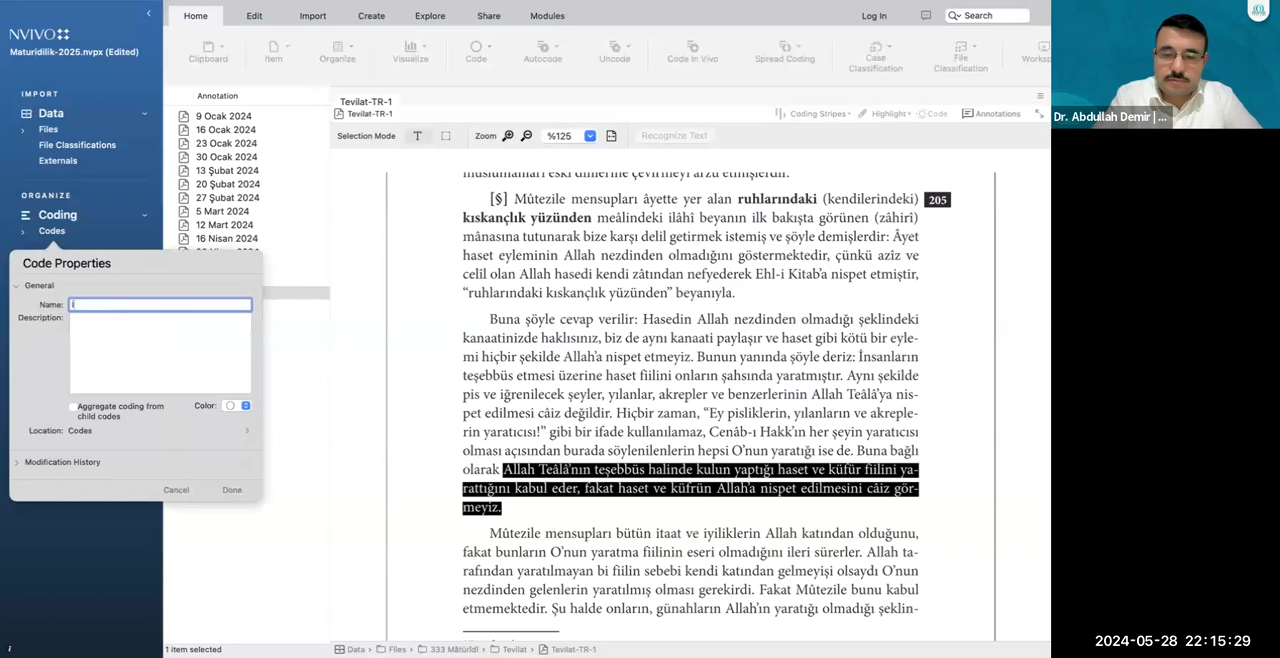 NVIVO
Maturidilik-2025.nvpx (Edited)
IMPORT
Data
Files
File Classifications
Externals
ORGANIZE
Coding
Codes
Home
Edit
Import
Create
Explore
Share
Modules
Log In
Search
Clipboard
Item
Organize
Visualize
Code
Autocode
Uncode
Code In Vivo
Spread Coding
Case
Classification
File
Classification
Worksp
Annotation
9 Ocak 2024
16 Ocak 2024
23 Ocak 2024
30 Ocak 2024
13 Şubat 2024
20 Şubat 2024
27 Şubat 2024
5 Mart 2024
12 Mart 2024
16 Nisan 2024
Code Properties
General
Name:
Description:
Aggregate coding from
child codes
Color:
Location: Codes
Modification History
Cancel
Done
1 item selected
Tevilat-TR-1
Tevilat-TR-1
Coding Stripes
Highlight
Code
Annotations
Selection Mode
T
Zoom
%125
Recognize Text
müslümanları eski dinlerine çevirmeyi arzu etmişlerdir.
[§] Mûtezile mensupları âyette yer alan ruhlarındaki (kendilerindeki)
205
kıskançlık yüzünden meâlindeki ilâhî beyanın ilk bakışta görünen (zâhirî)
mânasına tutunarak bize karşı delil getirmek istemiş ve şöyle demişlerdir: Âyet
haset eyleminin Allah nezdinden olmadığını göstermektedir, çünkü azîz ve
celîl olan Allah hasedi kendi zâtından nefyederek Ehl-i Kitab’a nispet etmiştir,
“ruhlarındaki kıskançlık yüzünden” beyanıyla.
Buna şöyle cevap verilir: Hasedin Allah nezdinden olmadığı şeklindeki
kanaatinizde haklısınız, biz de aynı kanaati paylaşır ve haset gibi kötü bir eyle-
mi hiçbir şekilde Allah’a nispet etmeyiz. Bunun yanında şöyle deriz: İnsanların
teşebbüs etmesi üzerine haset fiilini onların şahsında yaratmıştır. Aynı şekilde
pis ve iğrenilecek şeyler, yılanlar, akrepler ve benzerlerinin Allah Teâlâ’ya nis-
pet edilmesi câiz değildir. Hiçbir zaman, “Ey pisliklerin, yılanların ve akreple-
rin yaratıcısı!” gibi bir ifade kullanılamaz, Cenâb-ı Hakk’ın her şeyin yaratıcısı
olması açısından burada söylenilenlerin hepsi O’nun yaratığı ise de. Buna bağlı
olarak Allah Teâlâ’nın teşebbüs halinde kulun yaptığı haset ve küfür fiilini ya-
rattığını kabul eder, fakat haset ve küfrün Allah’a nispet edilmesini câiz gör-
meyiz.
Mûtezile mensupları bütün itaat ve iyiliklerin Allah katından olduğunu,
fakat bunların O’nun yaratma fiilinin eseri olmadığını ileri sürerler. Allah ta-
rafından yaratılmayan bi fiilin sebebi kendi katından gelmeyişi olsaydı O’nun
nezdinden gelenlerin yaratılmış olması gerekirdi. Fakat Mûtezile bunu kabul
etmemektedir. Şu halde onların, günahların Allah’ın yaratığı olmadığı şeklin-
Data
Files
333 Mâtürîdî
Tevilat
Tevilat-TR-1
Dr. Abdullah Demir | ...
2024-05-28 22:15:29